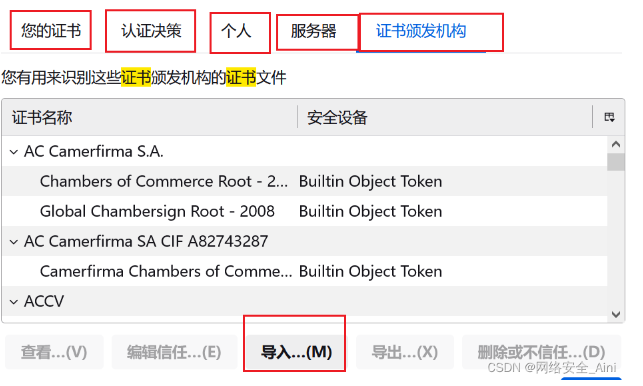 您的证书 认证决策 个人 服务器 证书颁发机构
您有用来识别这些证书颁发机构的证书文件
证书名称 安全设备
AC Camerfirma S.A.
Chambers of Commerce Root - 2... Builtin Object Token
Global Chambersign Root - 2008 Builtin Object Token
AC Camerfirma SA CIF A82743287
Camerfirma Chambers of Comme... Builtin Object Token
ACCV
查看...(V) 编辑信任...(E) 导入...(M) 导出...(X) 删除或不信任...(D)
CSDN @网络安全_Aini